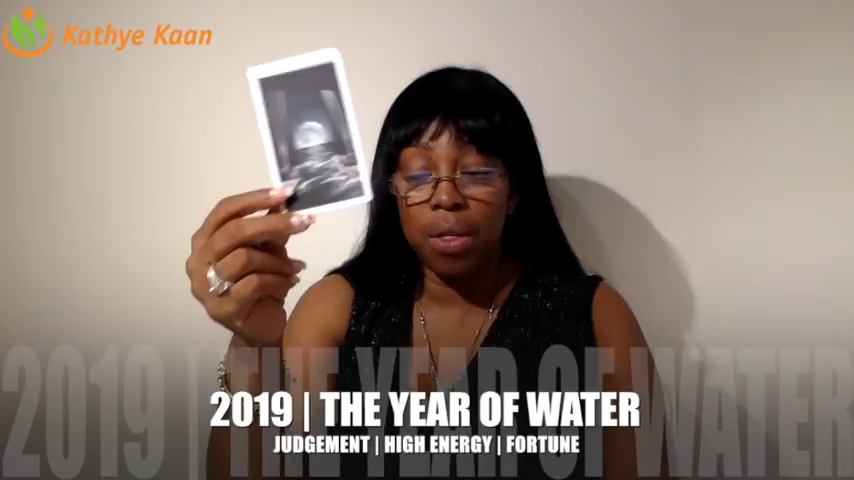 Kathye Kaan
2019 | THE YEAR OF WATER
2019 | THE YEAR OF WATER
JUDGEMENT | HIGH ENERGY | FORTUNE